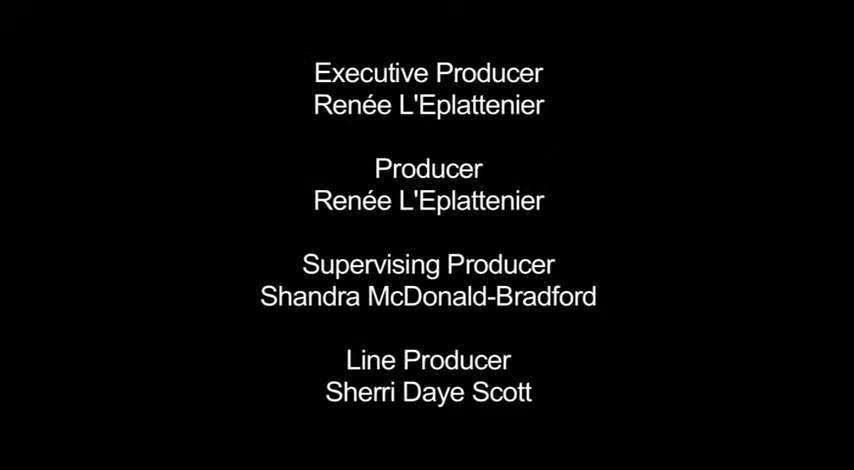 Executive Producer
Renée L'Eplattenier
Producer
Renée L'Eplattenier
Supervising Producer
Shandra McDonald-Bradford
Line Producer
Sherri Daye Scott